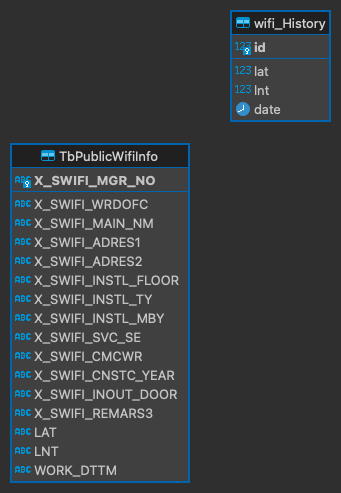 wifi_History
123 id
123 lat
123 lnt
date
TbPublicWifiInfo
ABC X_SWIFI_MGR_NO
ABC X_SWIFI_WRDOFC
ABC X_SWIFI_MAIN_NM
ABC X_SWIFI_ADRES1
ABC X_SWIFI_ADRES2
ABC X_SWIFI_INSTL_FLOOR
ABC X_SWIFI_INSTL_TY
ABC X_SWIFI_INSTL_MBY
ABC X_SWIFI_SVC_SE
ABC X_SWIFI_CMCWR
ABC X_SWIFI_CNSTC_YEAR
ABC X_SWIFI_INOUT_DOOR
ABC X_SWIFI_REMARS3
ABC LAT
ABC LNT
ABC WORK_DTTM